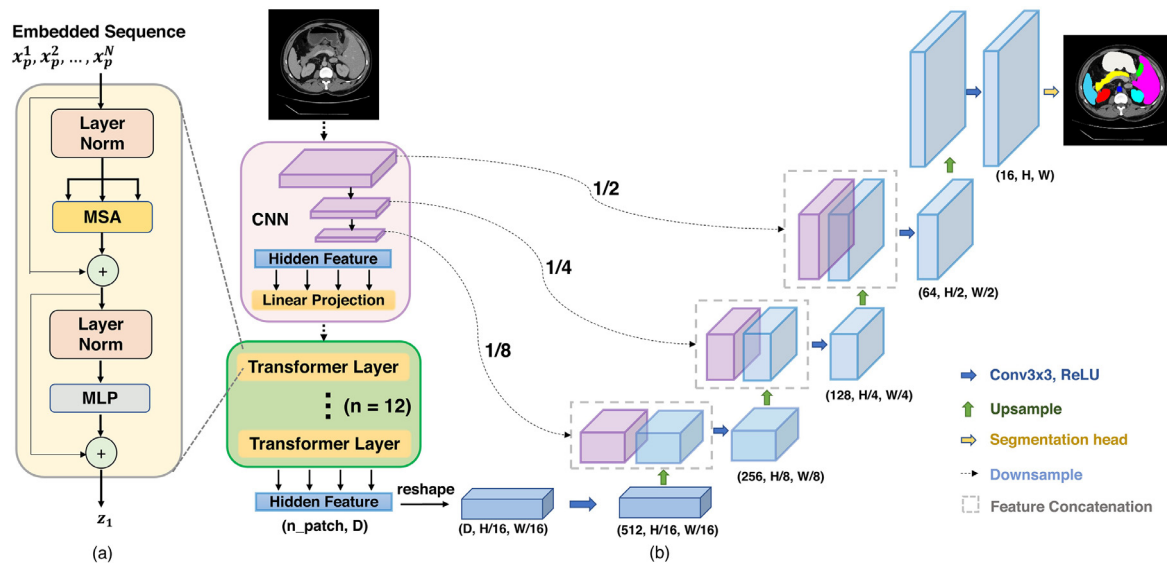 Embedded Sequence
x_p^1, x_p^2, ..., x_p^N
Layer
Norm
MSA
+
Layer
Norm
MLP
+
z_1
(a)
CNN
Hidden Feature
Linear Projection
Transformer Layer
(n = 12)
Transformer Layer
Hidden Feature
(n_patch, D)
reshape
(D, H/16, W/16)
(512, H/16, W/16)
(b)
1/2
1/4
1/8
(256, H/8, W/8)
(128, H/4, W/4)
(64, H/2, W/2)
(16, H, W)
Conv3x3, ReLU
Upsample
Segmentation head
Downsample
Feature Concatenation